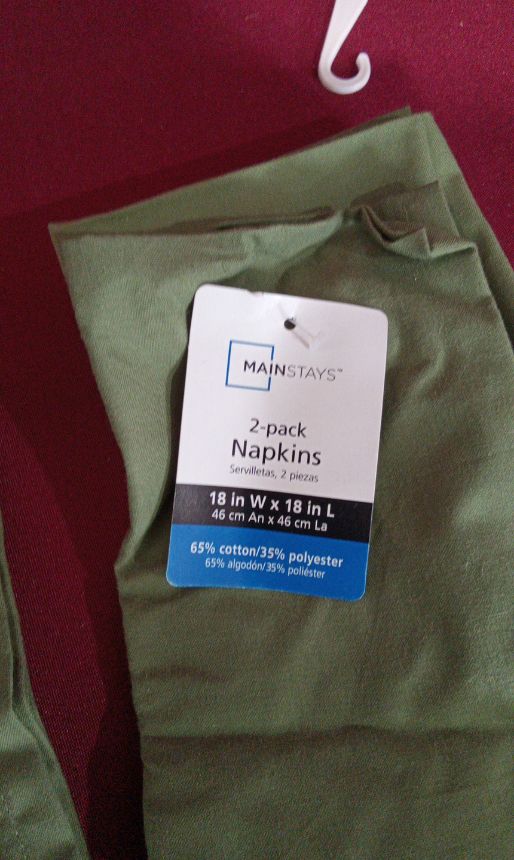 MAINSTAYS™
2-pack
Napkins
Servilletas, 2 piezas
18 in W x 18 in L
46 cm An x 46 cm La
65% cotton/35% polyester
65% algodón/35% poliéster